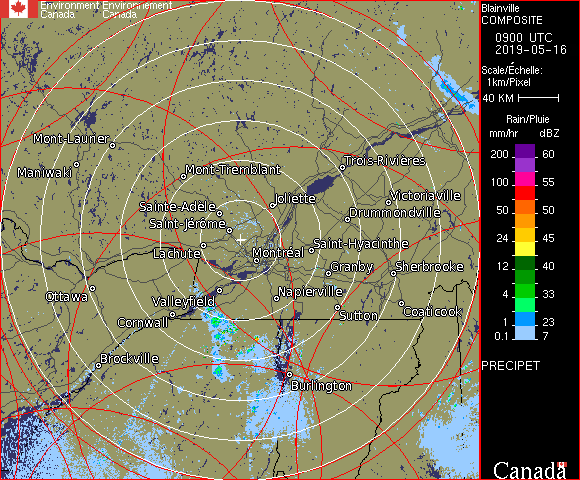 Environment Environnement
Canada Canada
Blainville
COMPOSITE
0900 UTC
2019-05-16
Scale/Échelle:
1km/Pixel
40 KM
Rain/Pluie
mm/hr dBZ
200 60
100 55
50 50
24 45
12 40
4 33
1 23
0.1 7
PRECIPET
Canada
Mont-Laurier
Maniwaki
Mont-Tremblant
Trois-Rivières
Sainte-Adèle
Joliette
Victoriaville
Saint-Jérôme
Drummondville
Lachute
Montréal
Saint-Hyacinthe
Granby
Sherbrooke
Ottawa
Valleyfield
Napierville
Cornwall
Sutton
Coaticook
Brockville
Burlington